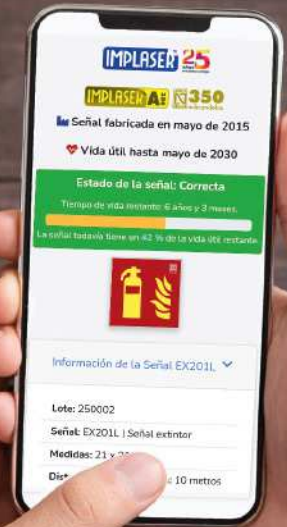 IMPLASER 25
IMPLASER A 350
Señal fabricada en mayo de 2015
Vida útil hasta mayo de 2030
Estado de la señal: Correcta
Tiempo de vida restante: 6 años y 3 meses.
La señal todavía tiene un 42 % de la vida útil restante
Información de la Señal EX201L
Lote: 250002
Señal: EX201L | Señal extintor
Medidas: 21 x
: 10 metros